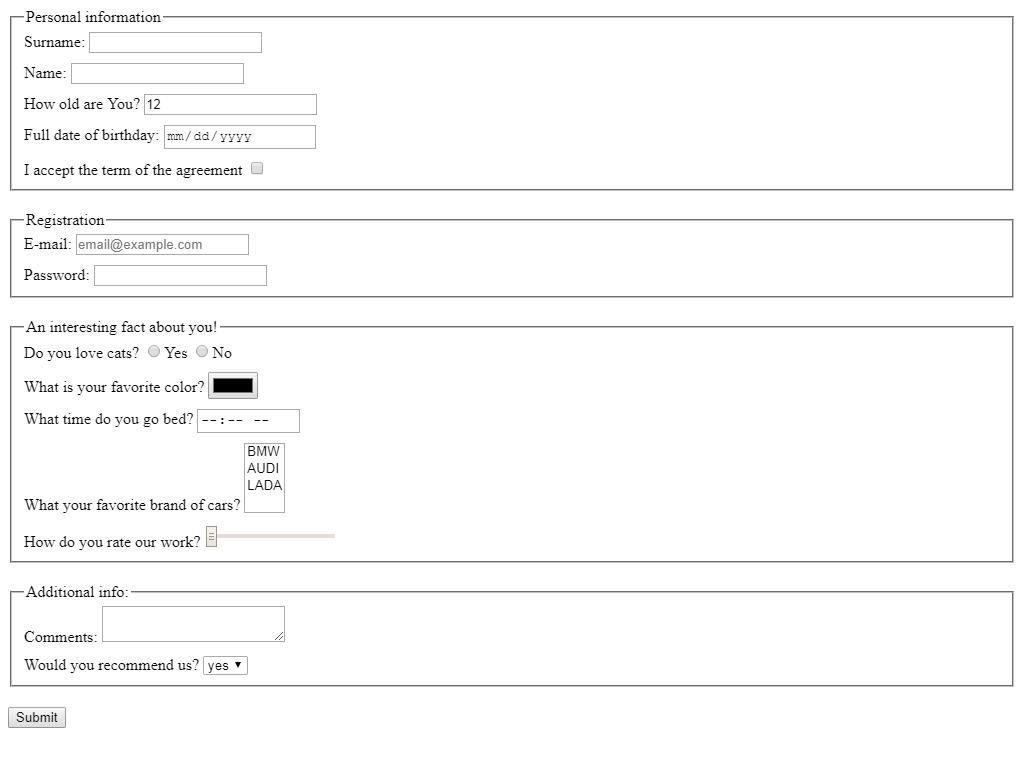 Personal information
Surname:
Name:
How old are You? 12
Full date of birthday: mm/dd/yyyy
I accept the term of the agreement
Registration
E-mail: email@example.com
Password:
An interesting fact about you!
Do you love cats? Yes No
What is your favorite color?
What time do you go bed? --:-- --
BMW
AUDI
LADA
What your favorite brand of cars?
How do you rate our work?
Additional info:
Comments:
Would you recommend us? yes
Submit